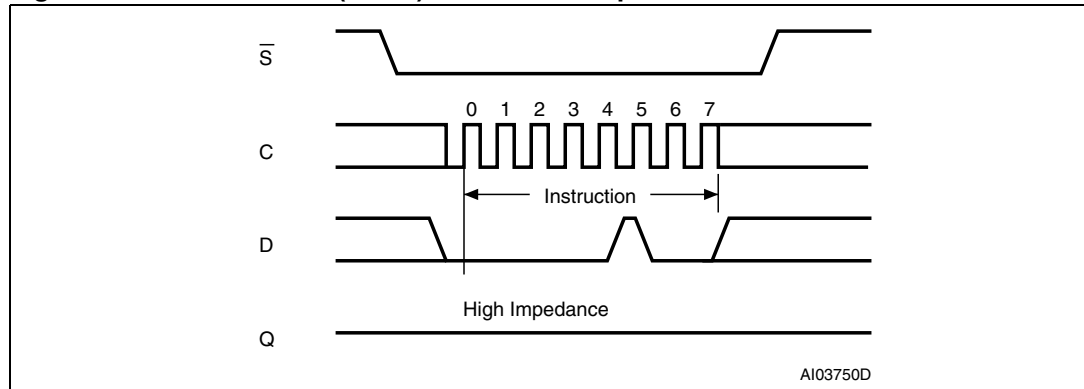 S̅
0 1 2 3 4 5 6 7
C
Instruction
D
High Impedance
Q
AI03750D